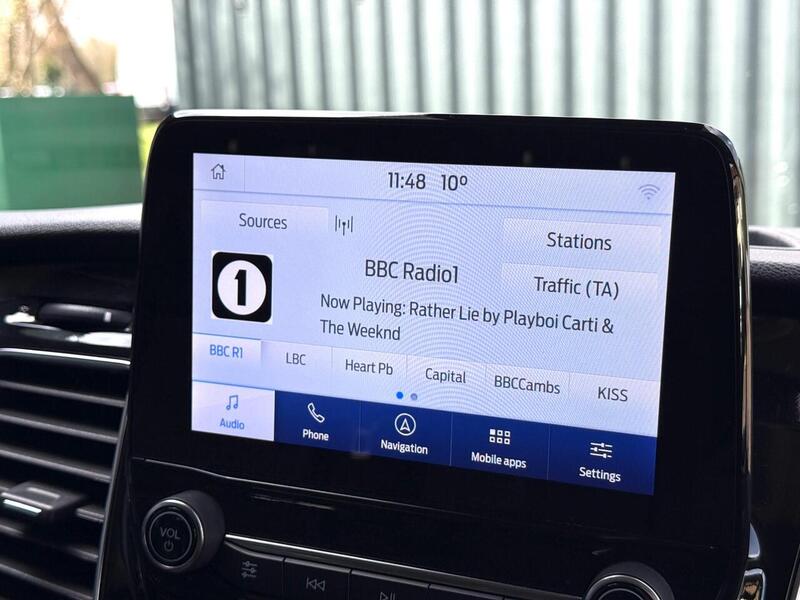 11:48 10º
Sources
Stations
BBC Radio1
Traffic (TA)
1
Now Playing: Rather Lie by Playboi Carti &
The Weeknd
BBC R1 LBC Heart Pb Capital BBCCambs KISS
Audio Phone Navigation Mobile apps Settings
VOL